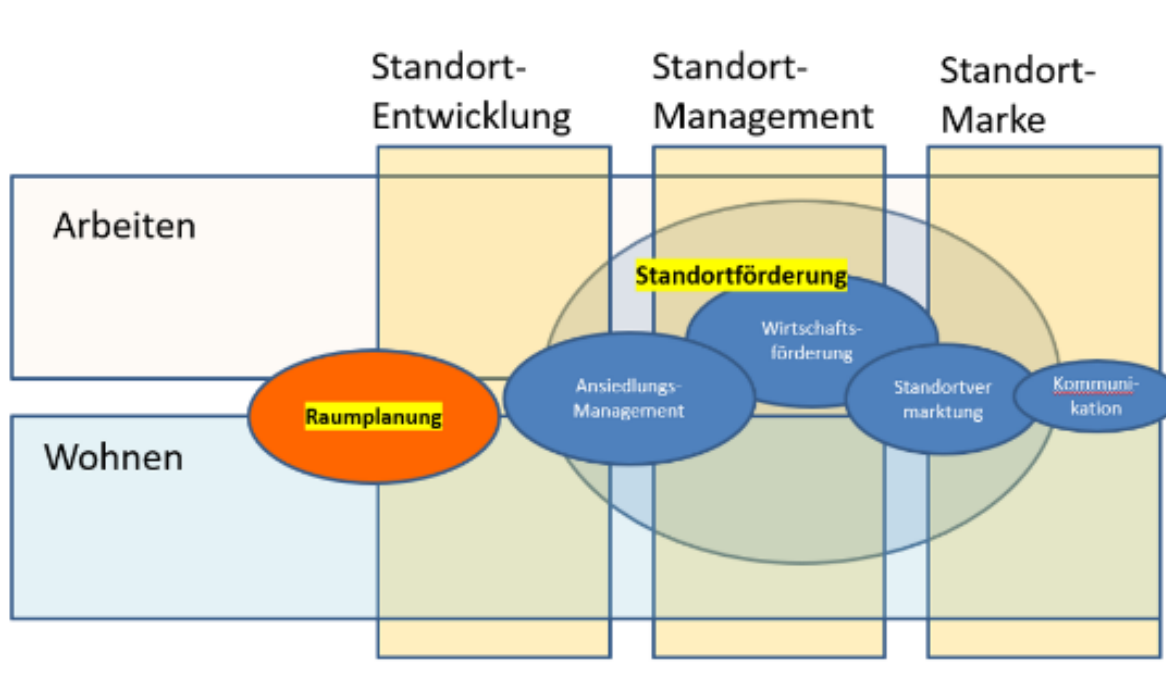 Standort-
Entwicklung
Standort-
Management
Standort-
Marke
Arbeiten
Standortförderung
Wirtschafts-
förderung
Ansiedlungs-
Management
Standortver
marktung
Kommuni-
kation
Raumplanung
Wohnen